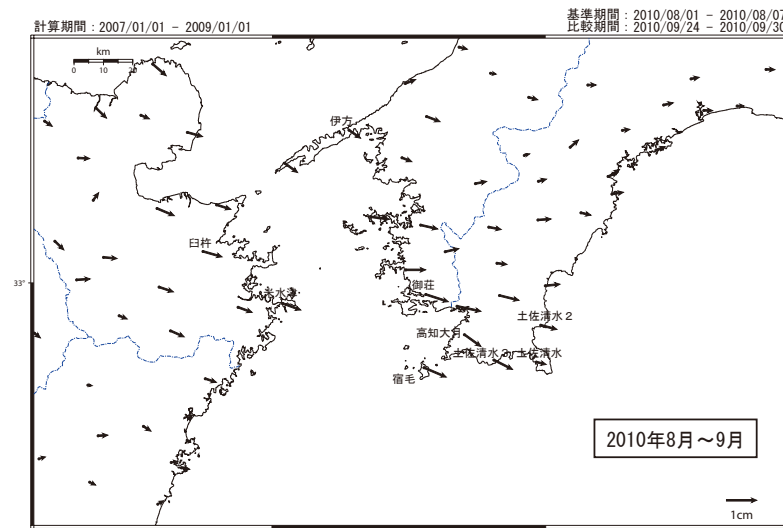 計算期間：2007/01/01 - 2009/01/01
基準期間：2010/08/01 - 2010/08/07
比較期間：2010/09/24 - 2010/09/30
km
0 10 20
伊方
臼杵
米水津
33°
御荘
土佐清水２
高知大月
土佐清水３
土佐清水
宿毛
2010年8月～9月
1cm